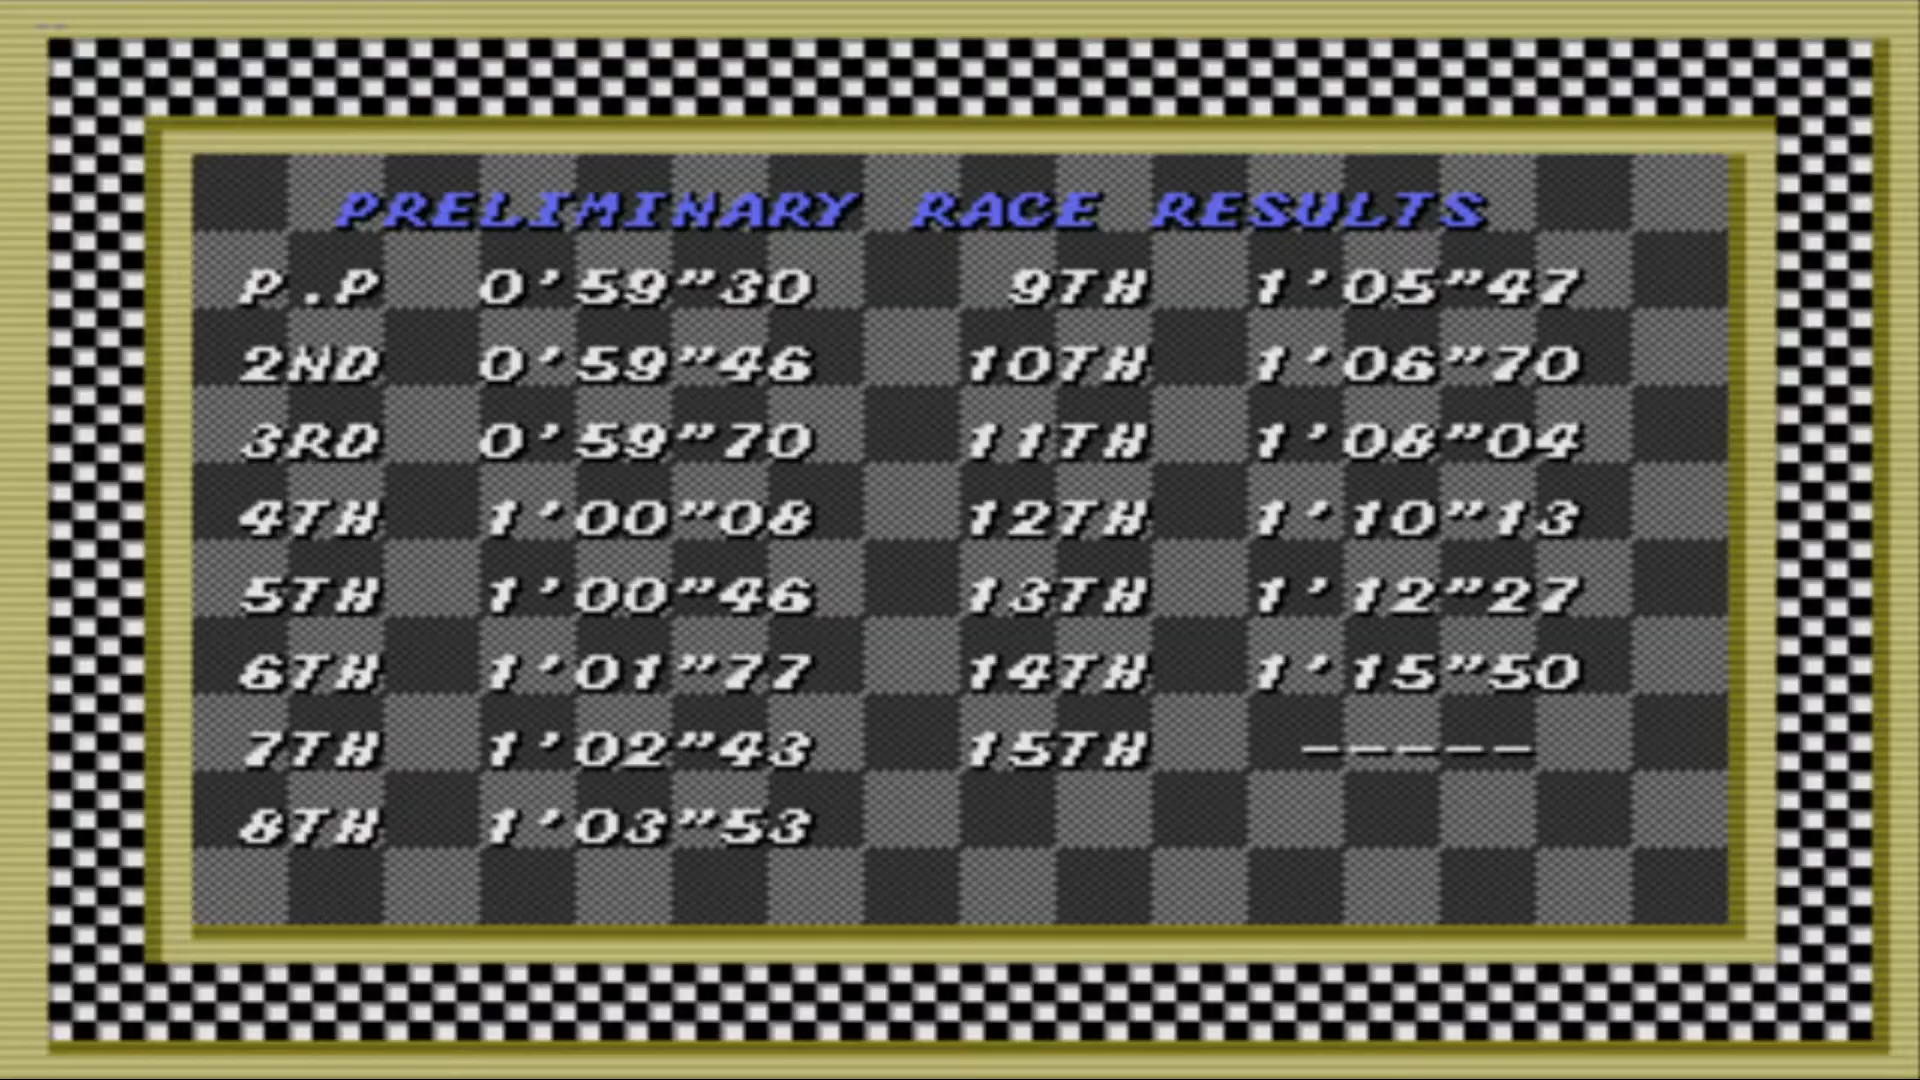 PRELIMINARY RACE RESULTS
P.P 0'59"30 9TH 1'05"47
2ND 0'59"46 10TH 1'06"70
3RD 0'59"70 11TH 1'08"04
4TH 1'00"08 12TH 1'10"13
5TH 1'00"46 13TH 1'12"27
6TH 1'01"77 14TH 1'15"50
7TH 1'02"43 15TH -----
8TH 1'03"53